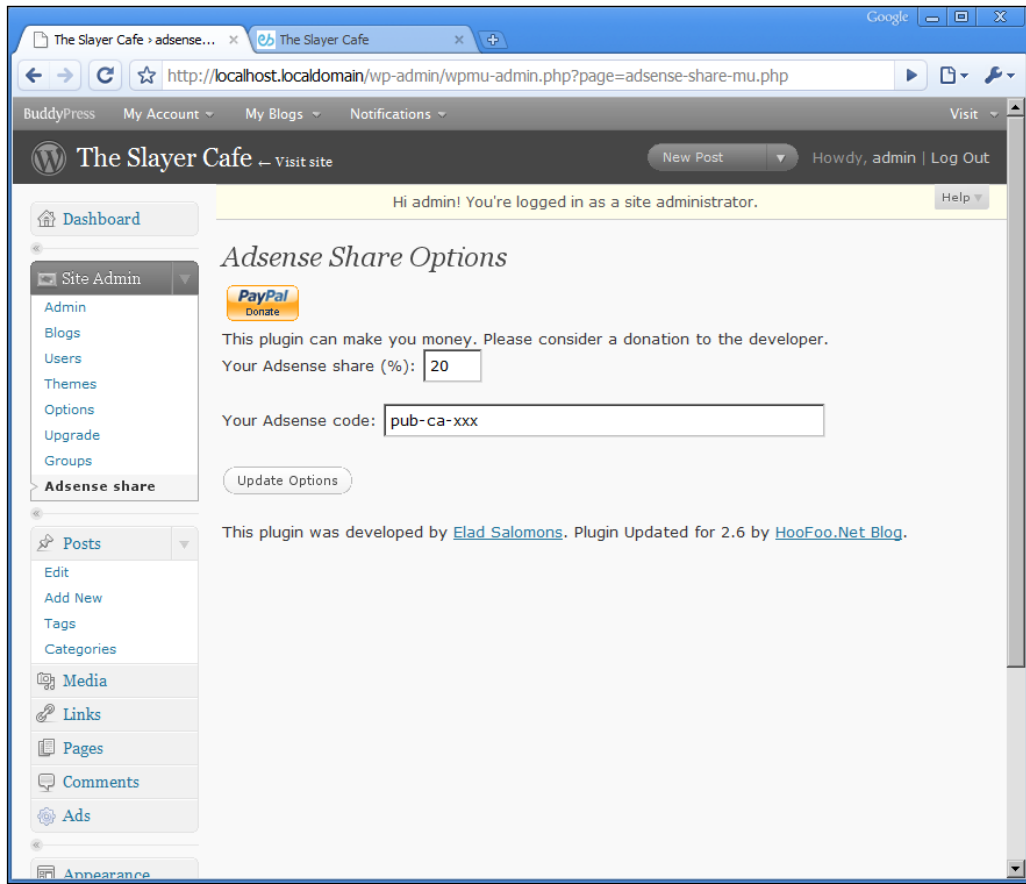 Google
The Slayer Cafe › adsense...
The Slayer Cafe
http://localhost.localdomain/wp-admin/wpmu-admin.php?page=adsense-share-mu.php
BuddyPress My Account My Blogs Notifications Visit
The Slayer Cafe ← Visit site New Post Howdy, admin | Log Out
Hi admin! You're logged in as a site administrator. Help
Dashboard
Site Admin
Admin
Blogs
Users
Themes
Options
Upgrade
Groups
Adsense share
Posts
Edit
Add New
Tags
Categories
Media
Links
Pages
Comments
Ads
Appearance
Adsense Share Options
PayPal
Donate
This plugin can make you money. Please consider a donation to the developer.
Your Adsense share (%): 20
Your Adsense code: pub-ca-xxx
Update Options
This plugin was developed by Elad Salomons. Plugin Updated for 2.6 by HooFoo.Net Blog.